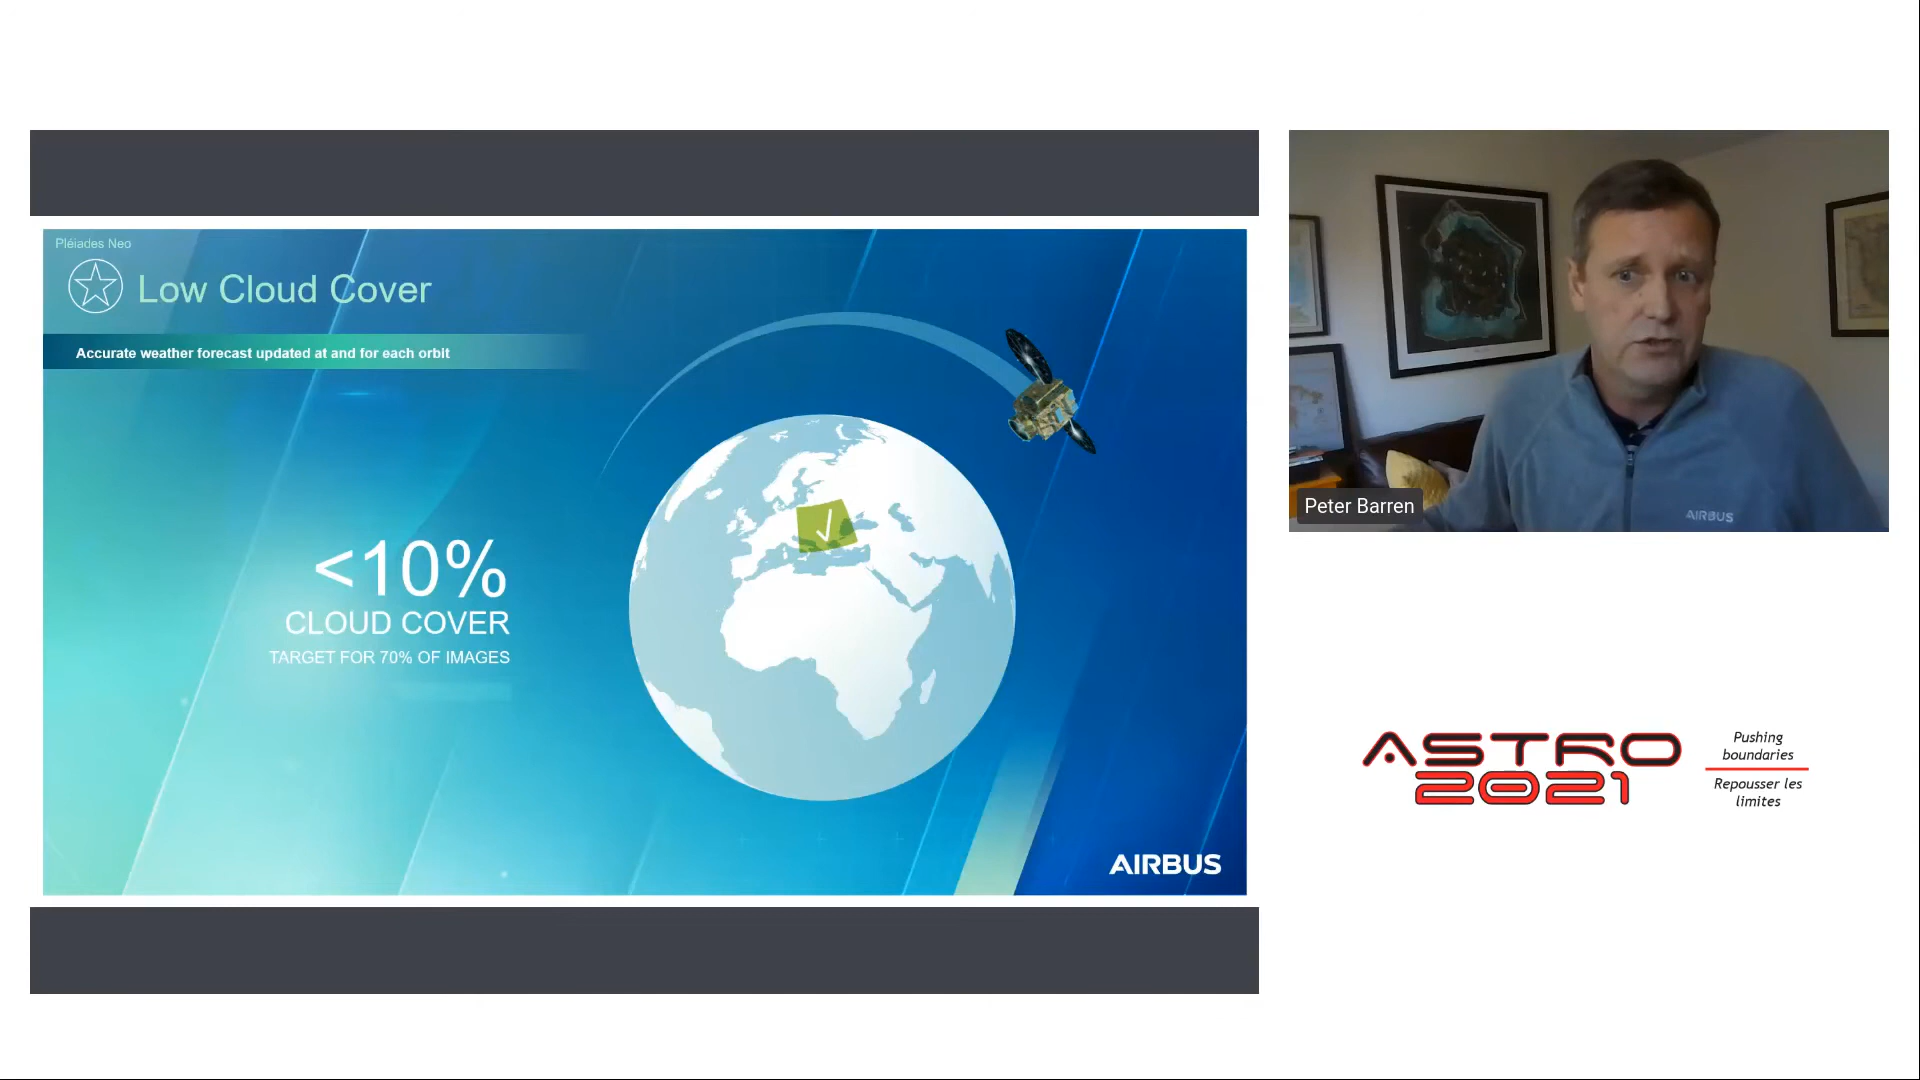 Pléiades Neo
Low Cloud Cover
Accurate weather forecast updated at and for each orbit
<10%
CLOUD COVER
TARGET FOR 70% OF IMAGES
AIRBUS
AIRBUS
Peter Barren
ASTRO
2021
Pushing
boundaries
Repousser les
limites